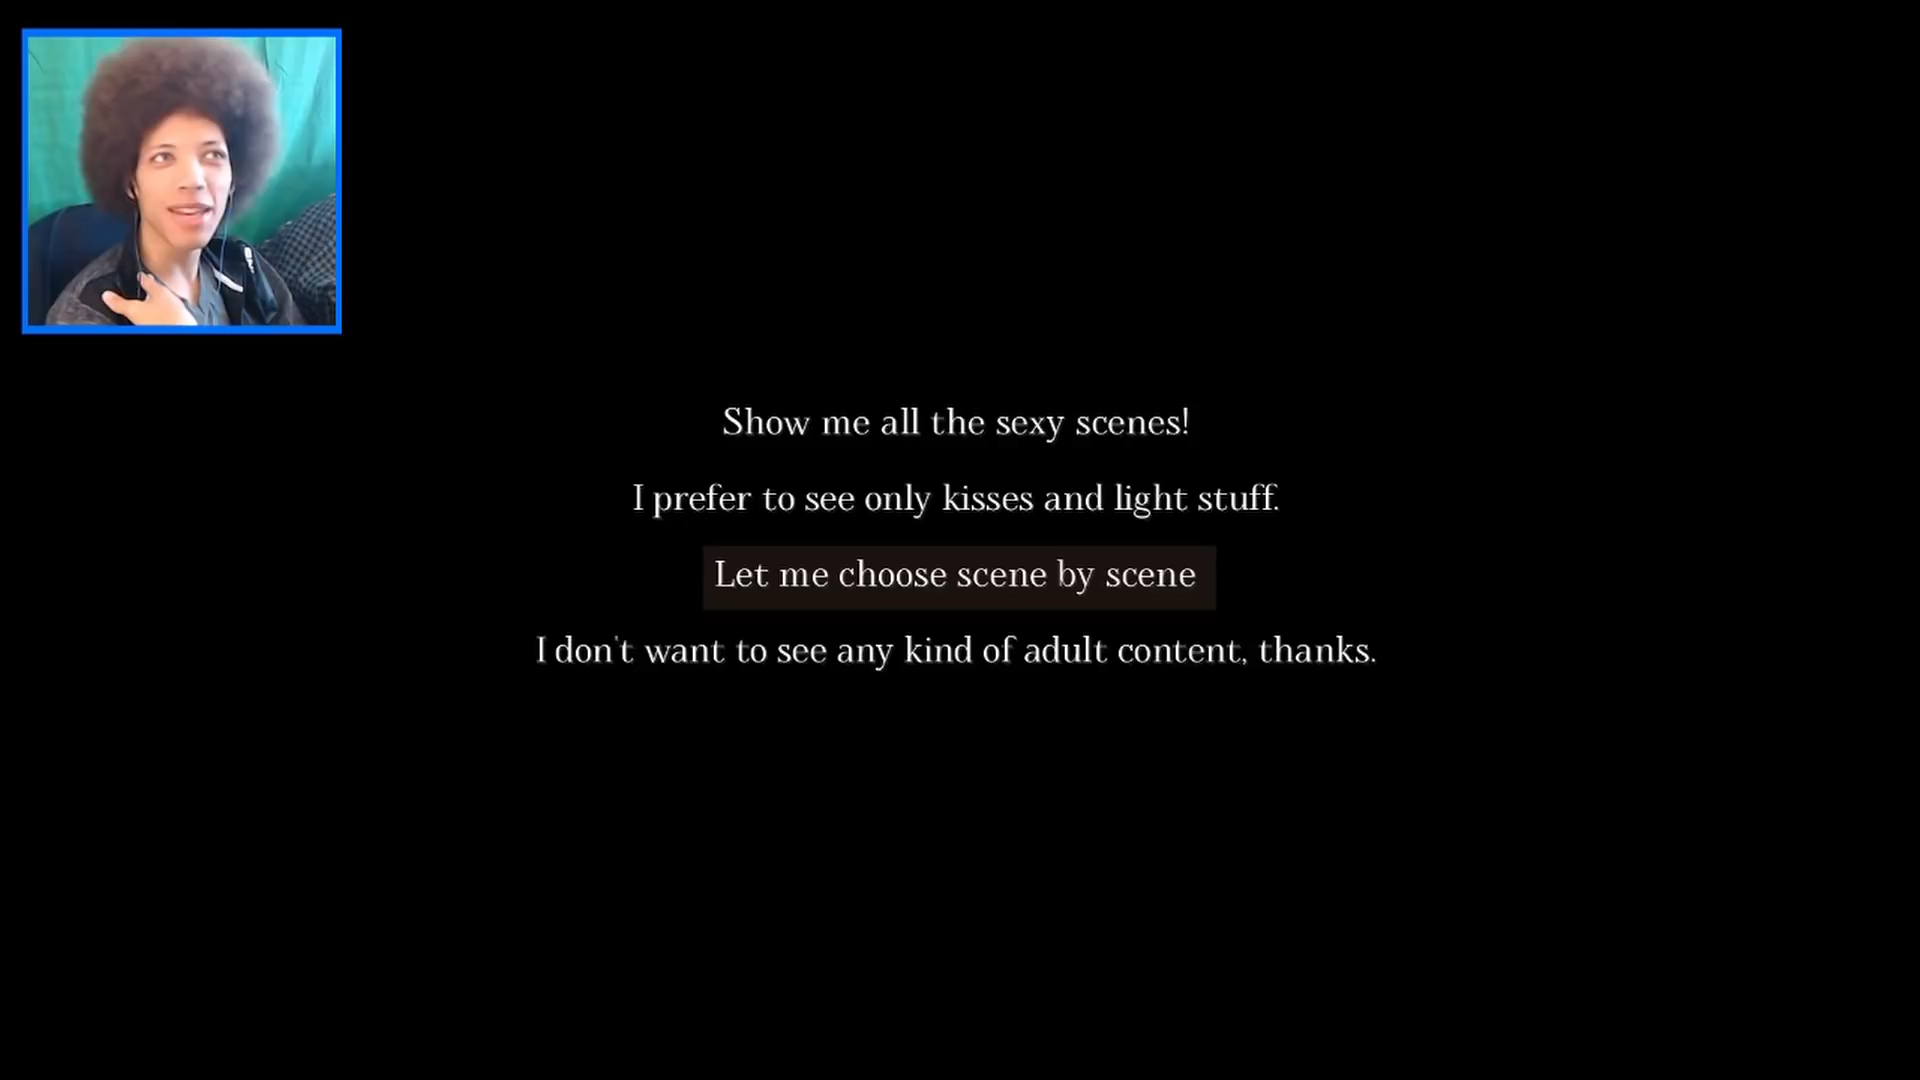 Show me all the sexy scenes!
I prefer to see only kisses and light stuff.
Let me choose scene by scene
I don't want to see any kind of adult content, thanks.